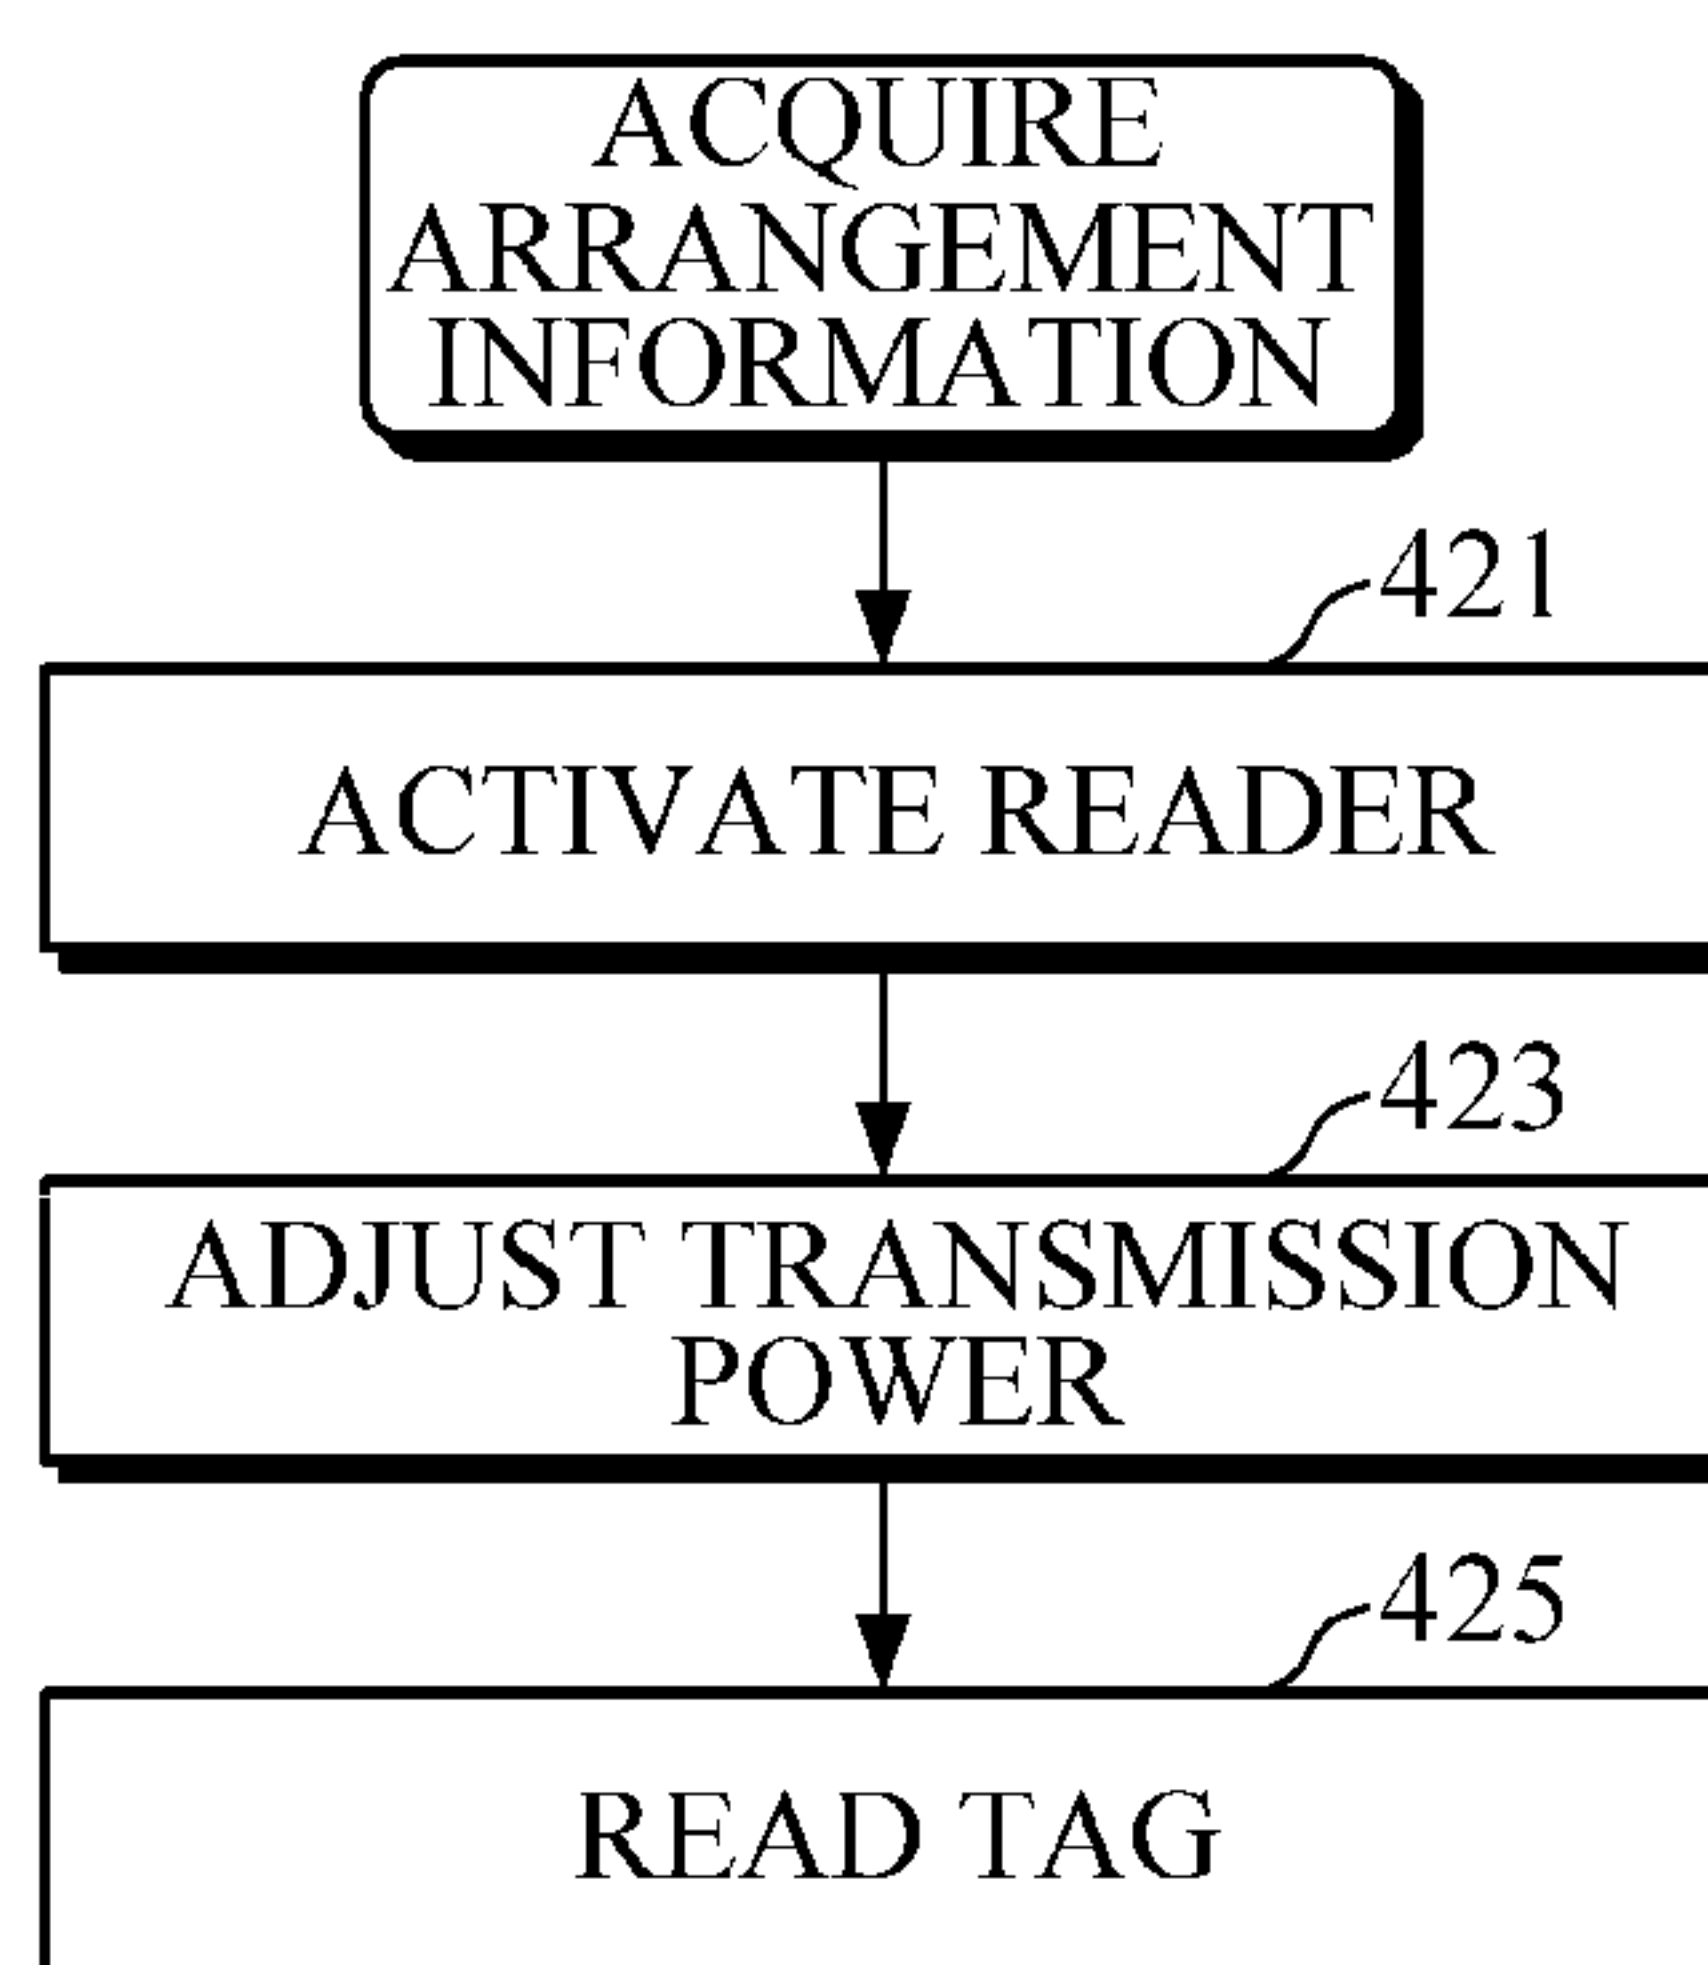 ACQUIRE
ARRANGEMENT
INFORMATION
421
ACTIVATE READER
423
ADJUST TRANSMISSION
POWER
425
READ TAG